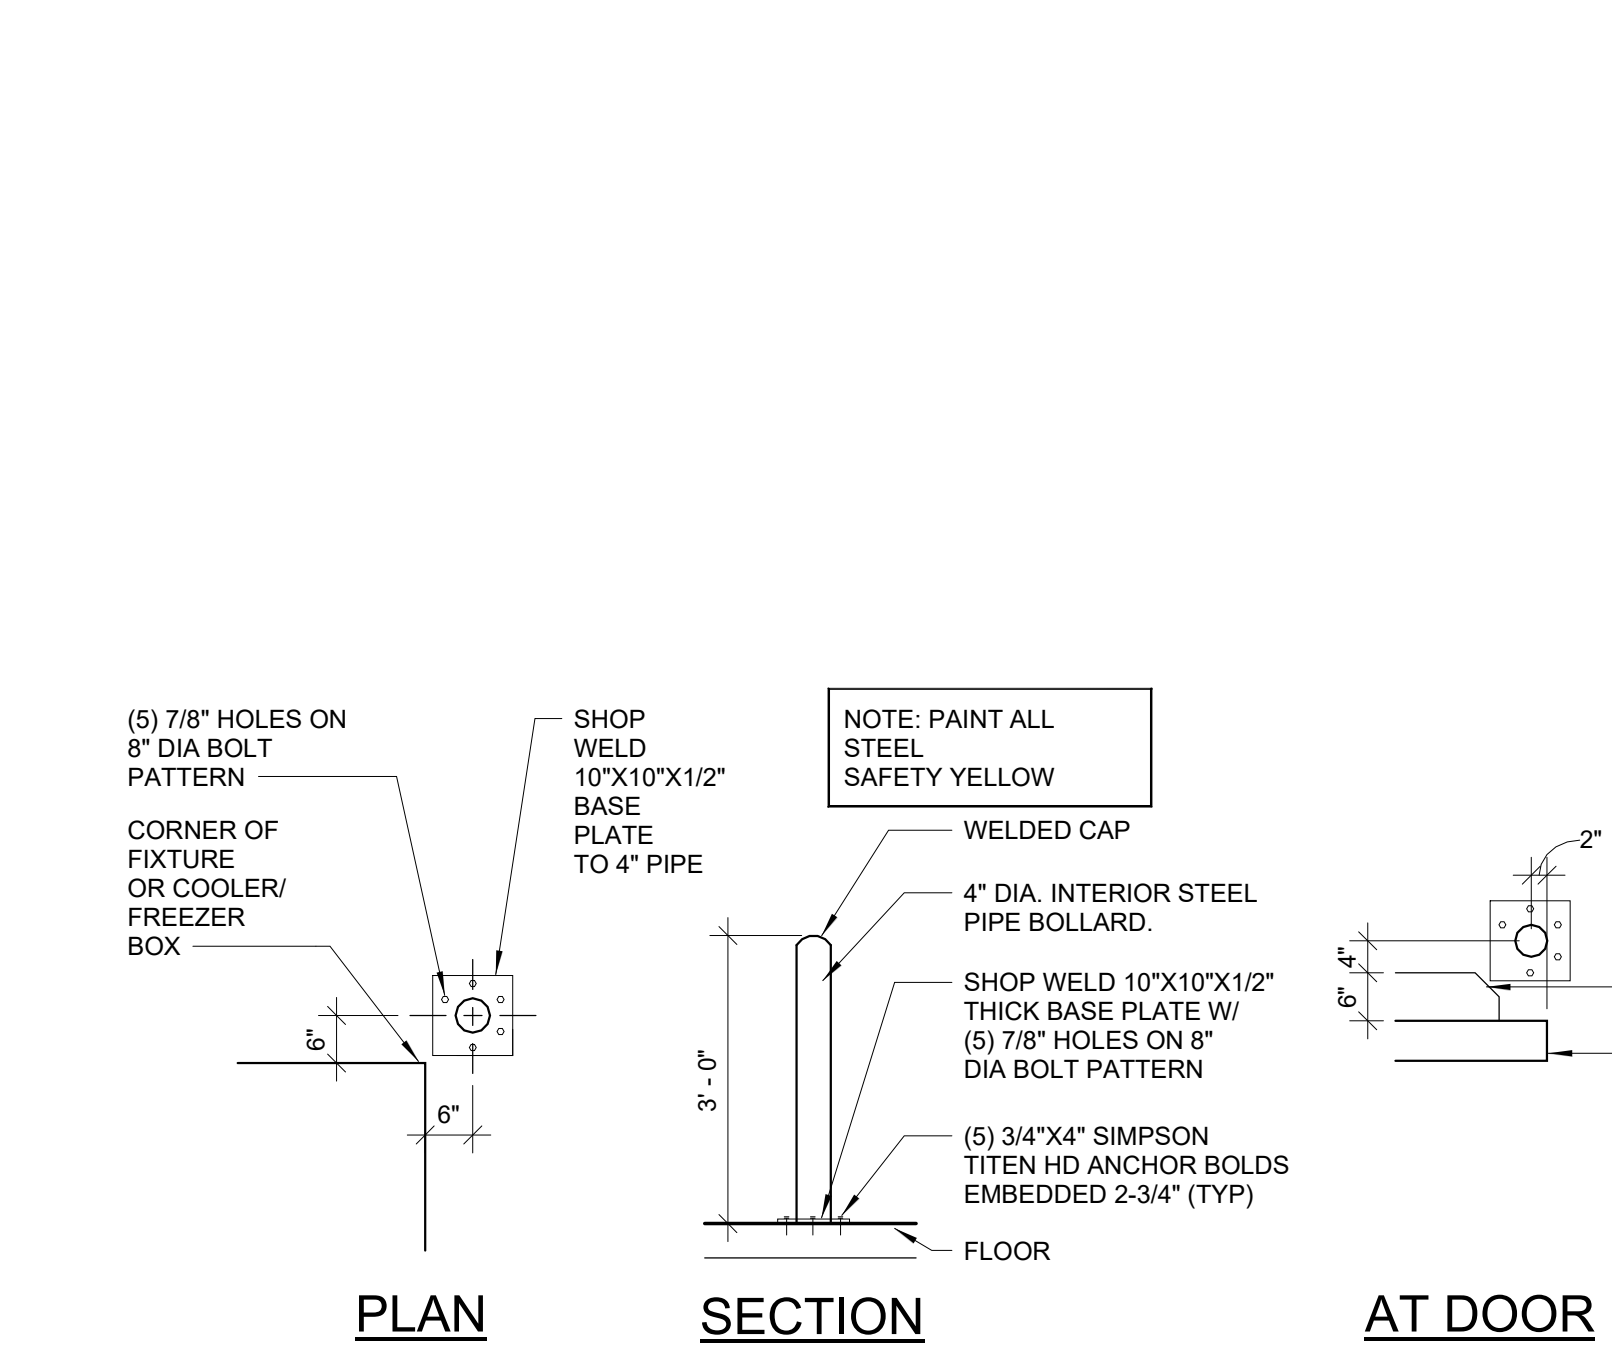 (5) 7/8" HOLES ON
8" DIA BOLT
PATTERN
CORNER OF
FIXTURE
OR COOLER/
FREEZER
BOX
SHOP
WELD
10"X10"X1/2"
BASE
PLATE
TO 4" PIPE
6"
6"
PLAN
NOTE: PAINT ALL
STEEL
SAFETY YELLOW
WELDED CAP
4" DIA. INTERIOR STEEL
PIPE BOLLARD.
SHOP WELD 10"X10"X1/2"
THICK BASE PLATE W/
(5) 7/8" HOLES ON 8"
DIA BOLT PATTERN
(5) 3/4"X4" SIMPSON
TITEN HD ANCHOR BOLDS
EMBEDDED 2-3/4" (TYP)
FLOOR
3' - 0"
SECTION
2"
4"
6"
AT DOOR